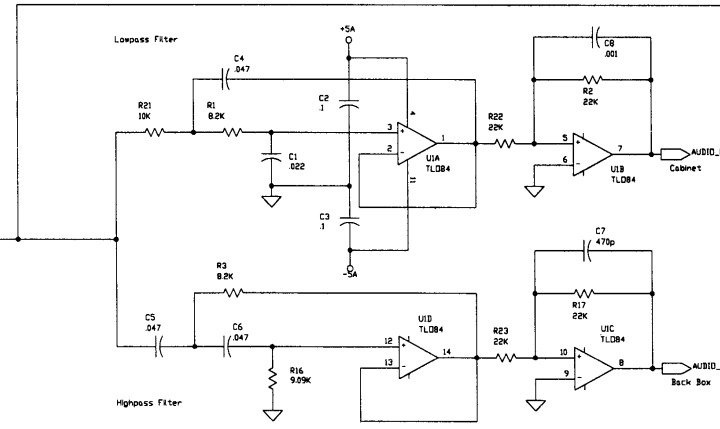 +5A
Lowpass Filter
C4
.047
C8
.001
R21
10K
R1
8.2K
C2
.1
R2
22K
R22
22K
3
+
2
-
1
4
11
U1A
TL084
C1
.022
5
+
6
-
7
U1B
TL084
AUDIO_
Cabinet
C3
.1
-5A
R3
8.2K
C7
470p
C5
.047
C6
.047
R17
22K
R23
22K
U1D
TL084
12
+
13
-
14
U1C
TL084
10
+
9
-
8
AUDIO_
Back Box
R16
9.09K
Highpass Filter